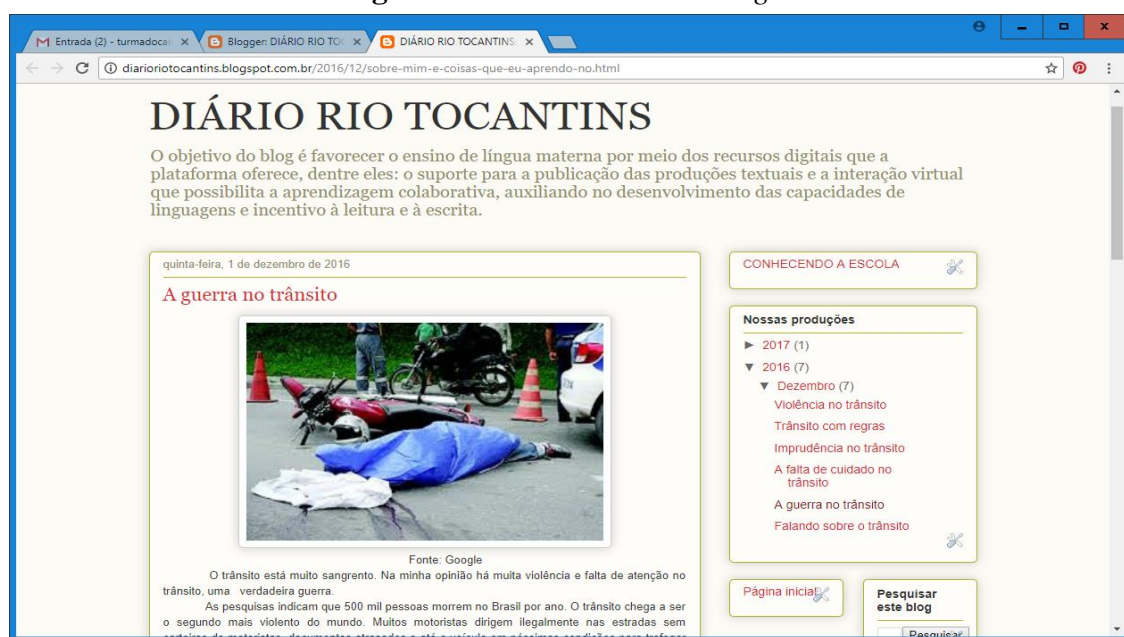 Entrada (2) - turmadocai
Blogger: DIÁRIO RIO TO
DIÁRIO RIO TOCANTINS:
diarioriotocantins.blogspot.com.br/2016/12/sobre-mim-e-coisas-que-eu-aprendo-no.html
DIÁRIO RIO TOCANTINS
O objetivo do blog é favorecer o ensino de língua materna por meio dos recursos digitais que a
plataforma oferece, dentre eles: o suporte para a publicação das produções textuais e a interação virtual
que possibilita a aprendizagem colaborativa, auxiliando no desenvolvimento das capacidades de
linguagens e incentivo à leitura e à escrita.
quinta-feira, 1 de dezembro de 2016
A guerra no trânsito
Fonte: Google
O trânsito está muito sangrento. Na minha opinião há muita violência e falta de atenção no
trânsito, uma verdadeira guerra.
As pesquisas indicam que 500 mil pessoas morrem no Brasil por ano. O trânsito chega a ser
o segundo mais violento do mundo. Muitos motoristas dirigem ilegalmente nas estradas sem
CONHECENDO A ESCOLA
Nossas produções
► 2017 (1)
▼ 2016 (7)
▼ Dezembro (7)
Violência no trânsito
Trânsito com regras
Imprudência no trânsito
A falta de cuidado no
trânsito
A guerra no trânsito
Falando sobre o trânsito
Página inicial
Pesquisar
este blog
Pesquisar